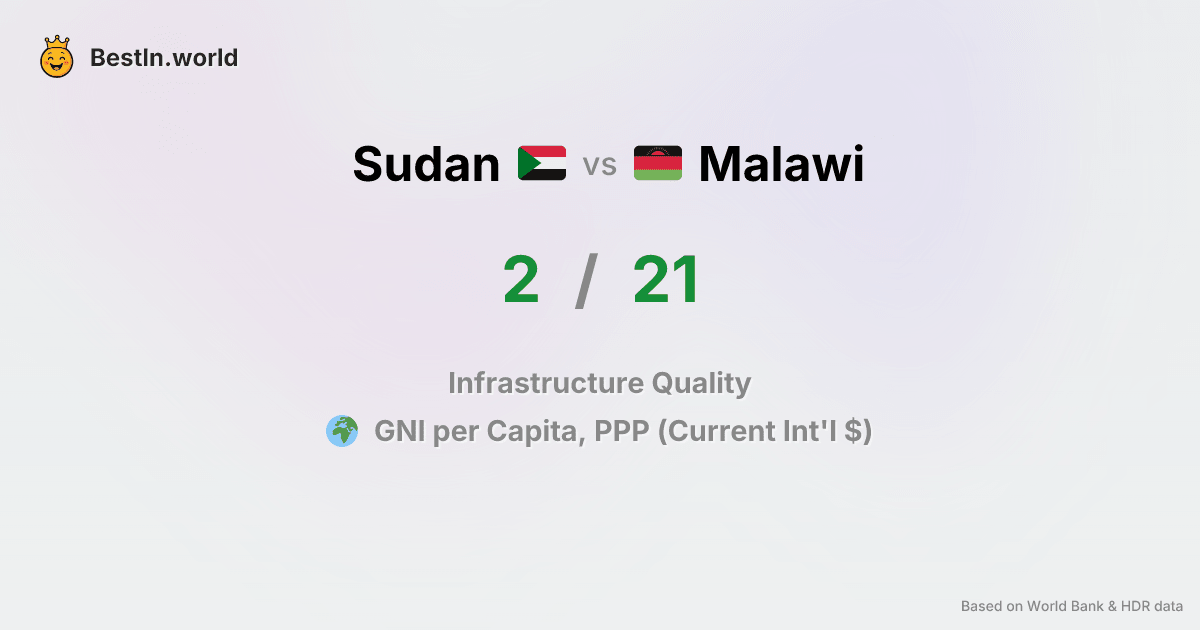 BestIn.world
Sudan vs Malawi
2 / 21
Infrastructure Quality
GNI per Capita, PPP (Current Int'l $)
Based on World Bank & HDR data